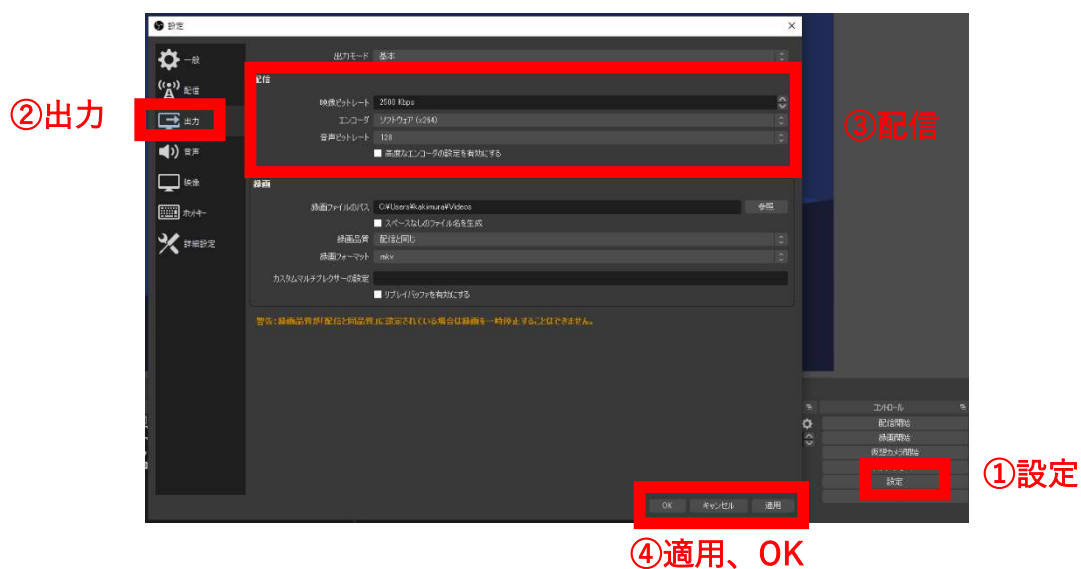 設定
一般
配信
②出力
出力
音声
映像
ホットキー
詳細設定
出力モード 基本
配信
映像ビットレート 2500 Kbps
エンコーダ ソフトウェア (x264)
音声ビットレート 128
高度なエンコーダの設定を有効にする
③配信
録画
録画ファイルのパス C:¥Users¥kakimura¥Videos 参照
スペースなしのファイル名を生成
録画品質 配信と同じ
録画フォーマット mkv
カスタムマルチプレクサーの設定
リプレイバッファを有効にする
警告: 録画品質が「配信と同品質」に設定されている場合は録画を一時停止することはできません。
コントロール
配信開始
録画開始
仮想カメラ開始
設定
①設定
OK キャンセル 適用
④適用、OK